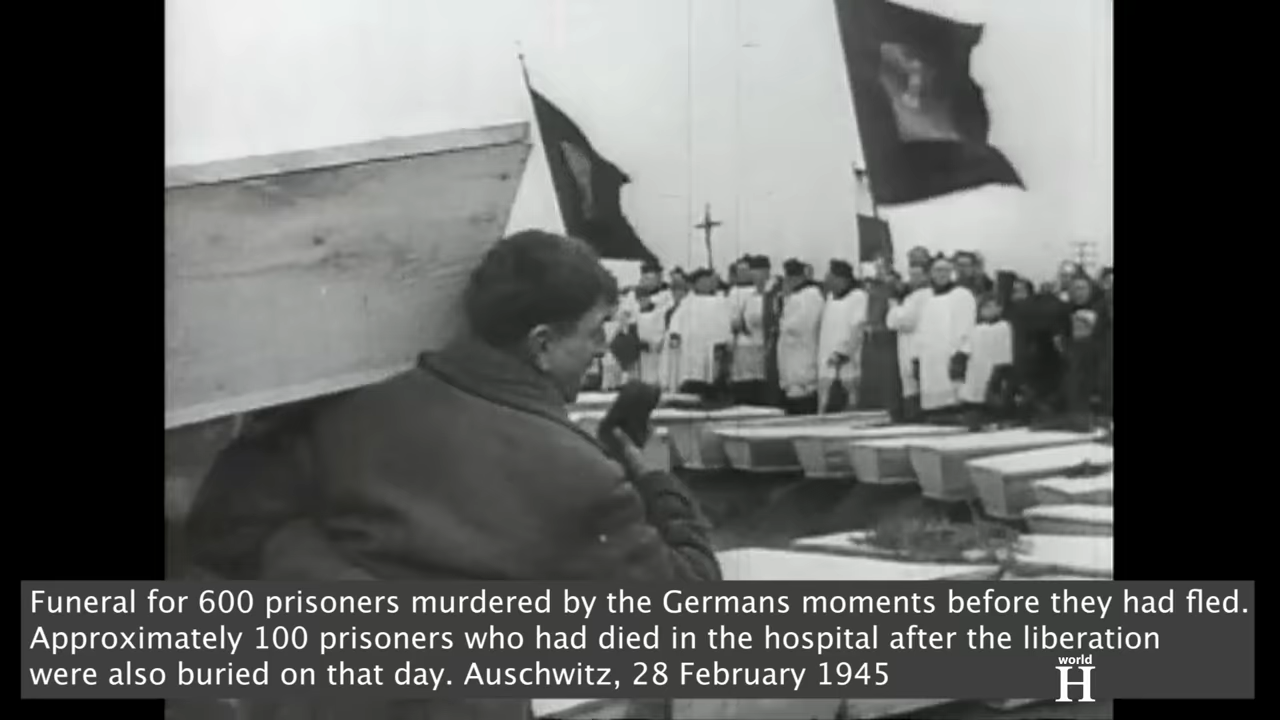 Funeral for 600 prisoners murdered by the Germans moments before they had fled.
Approximately 100 prisoners who had died in the hospital after the liberation
were also buried on that day. Auschwitz, 28 February 1945
world
H